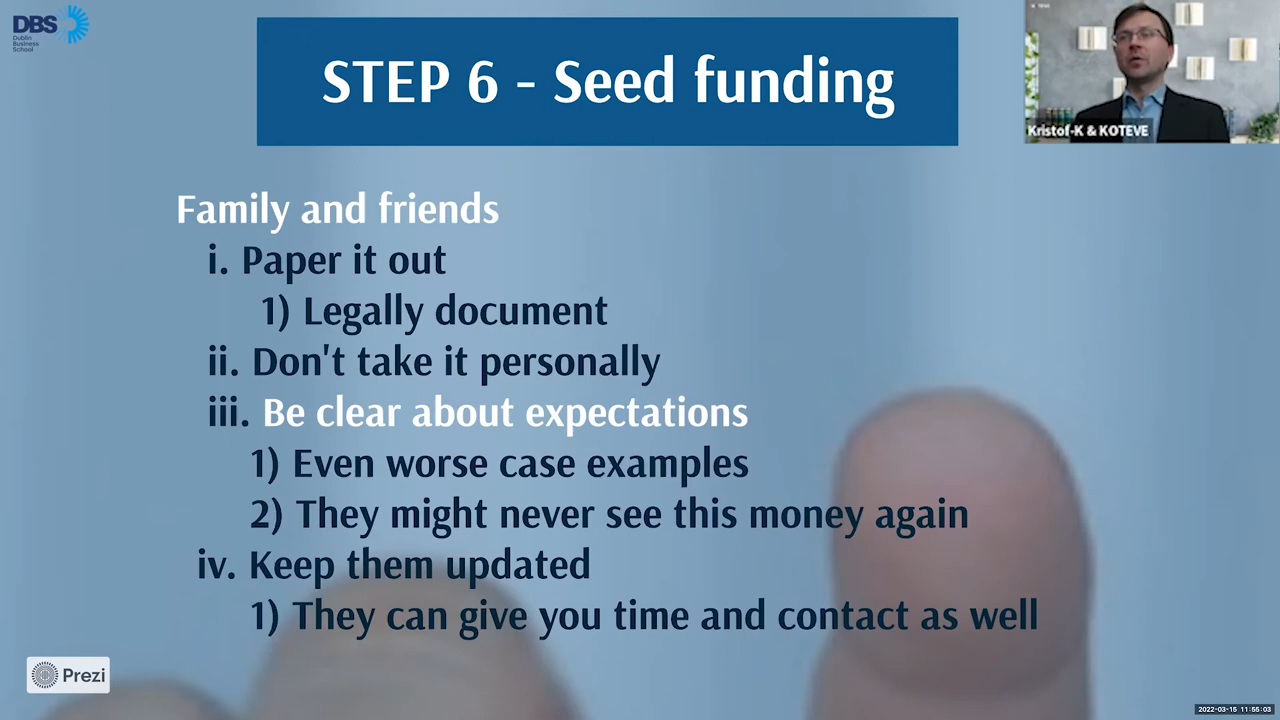 DBS
Dublin
Business
School
STEP 6 - Seed funding
Kristof-K & KOTEVE
Family and friends
i. Paper it out
1) Legally document
ii. Don't take it personally
iii. Be clear about expectations
1) Even worse case examples
2) They might never see this money again
iv. Keep them updated
1) They can give you time and contact as well
Prezi
2022-03-15 11:55:03